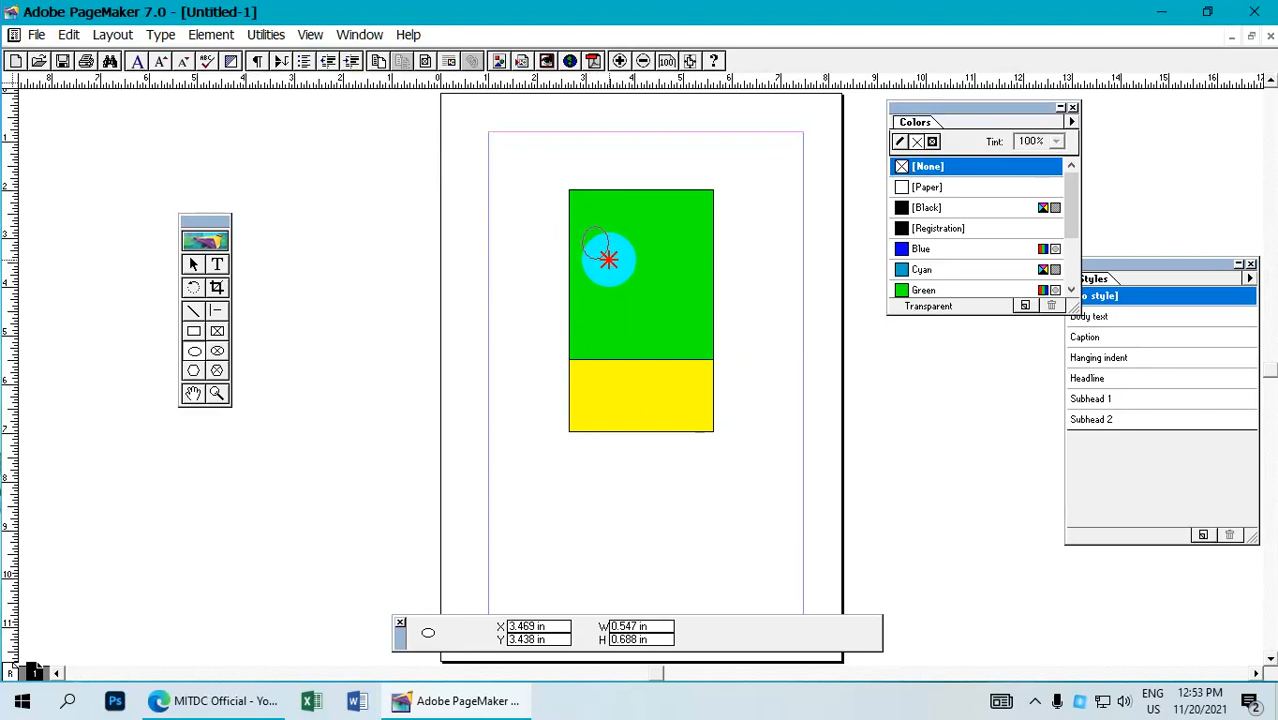 Adobe PageMaker 7.0 - [Untitled-1]
File Edit Layout Type Element Utilities View Window Help
Colors
Tint: 100%
[None]
[Paper]
[Black]
[Registration]
Blue
Cyan
Green
Transparent
Styles
o style]
Body text
Caption
Hanging indent
Headline
Subhead 1
Subhead 2
X 3.469 in W 0.547 in
Y 3.438 in H 0.688 in
R 1
MITDC Official - Yo...
Adobe PageMaker ...
ENG
US
12:53 PM
11/20/2021
2